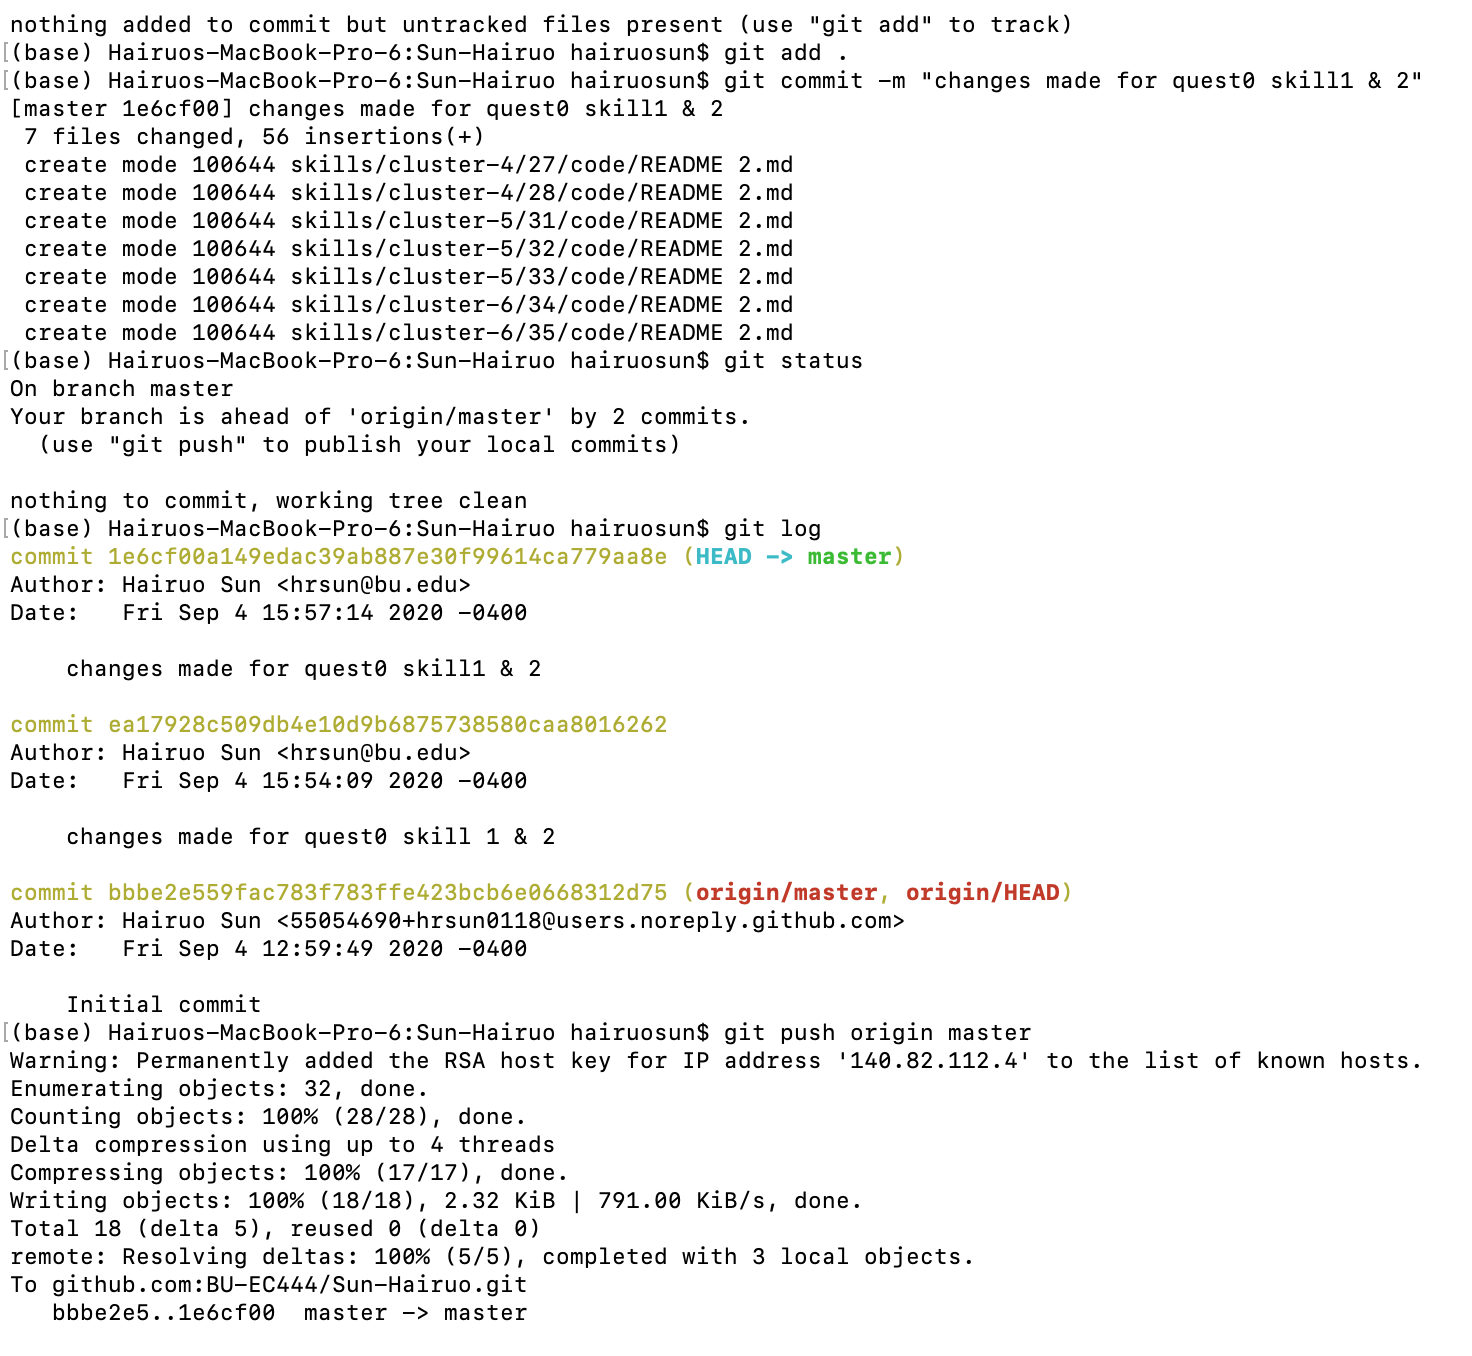 nothing added to commit but untracked files present (use "git add" to track)
[(base) Hairuos-MacBook-Pro-6:Sun-Hairuo hairuosun$ git add .
[(base) Hairuos-MacBook-Pro-6:Sun-Hairuo hairuosun$ git commit -m "changes made for quest0 skill1 & 2"
[master 1e6cf00] changes made for quest0 skill1 & 2
 7 files changed, 56 insertions(+)
 create mode 100644 skills/cluster-4/27/code/README 2.md
 create mode 100644 skills/cluster-4/28/code/README 2.md
 create mode 100644 skills/cluster-5/31/code/README 2.md
 create mode 100644 skills/cluster-5/32/code/README 2.md
 create mode 100644 skills/cluster-5/33/code/README 2.md
 create mode 100644 skills/cluster-6/34/code/README 2.md
 create mode 100644 skills/cluster-6/35/code/README 2.md
[(base) Hairuos-MacBook-Pro-6:Sun-Hairuo hairuosun$ git status
On branch master
Your branch is ahead of 'origin/master' by 2 commits.
  (use "git push" to publish your local commits)

nothing to commit, working tree clean
[(base) Hairuos-MacBook-Pro-6:Sun-Hairuo hairuosun$ git log
commit 1e6cf00a149edac39ab887e30f99614ca779aa8e (HEAD -> master)
Author: Hairuo Sun <hrsun@bu.edu>
Date:   Fri Sep 4 15:57:14 2020 -0400

    changes made for quest0 skill1 & 2

commit ea17928c509db4e10d9b6875738580caa8016262
Author: Hairuo Sun <hrsun@bu.edu>
Date:   Fri Sep 4 15:54:09 2020 -0400

    changes made for quest0 skill 1 & 2

commit bbbe2e559fac783f783ffe423bcb6e0668312d75 (origin/master, origin/HEAD)
Author: Hairuo Sun <55054690+hrsun0118@users.noreply.github.com>
Date:   Fri Sep 4 12:59:49 2020 -0400

    Initial commit
[(base) Hairuos-MacBook-Pro-6:Sun-Hairuo hairuosun$ git push origin master
Warning: Permanently added the RSA host key for IP address '140.82.112.4' to the list of known hosts.
Enumerating objects: 32, done.
Counting objects: 100% (28/28), done.
Delta compression using up to 4 threads
Compressing objects: 100% (17/17), done.
Writing objects: 100% (18/18), 2.32 KiB | 791.00 KiB/s, done.
Total 18 (delta 5), reused 0 (delta 0)
remote: Resolving deltas: 100% (5/5), completed with 3 local objects.
To github.com:BU-EC444/Sun-Hairuo.git
   bbbe2e5..1e6cf00  master -> master